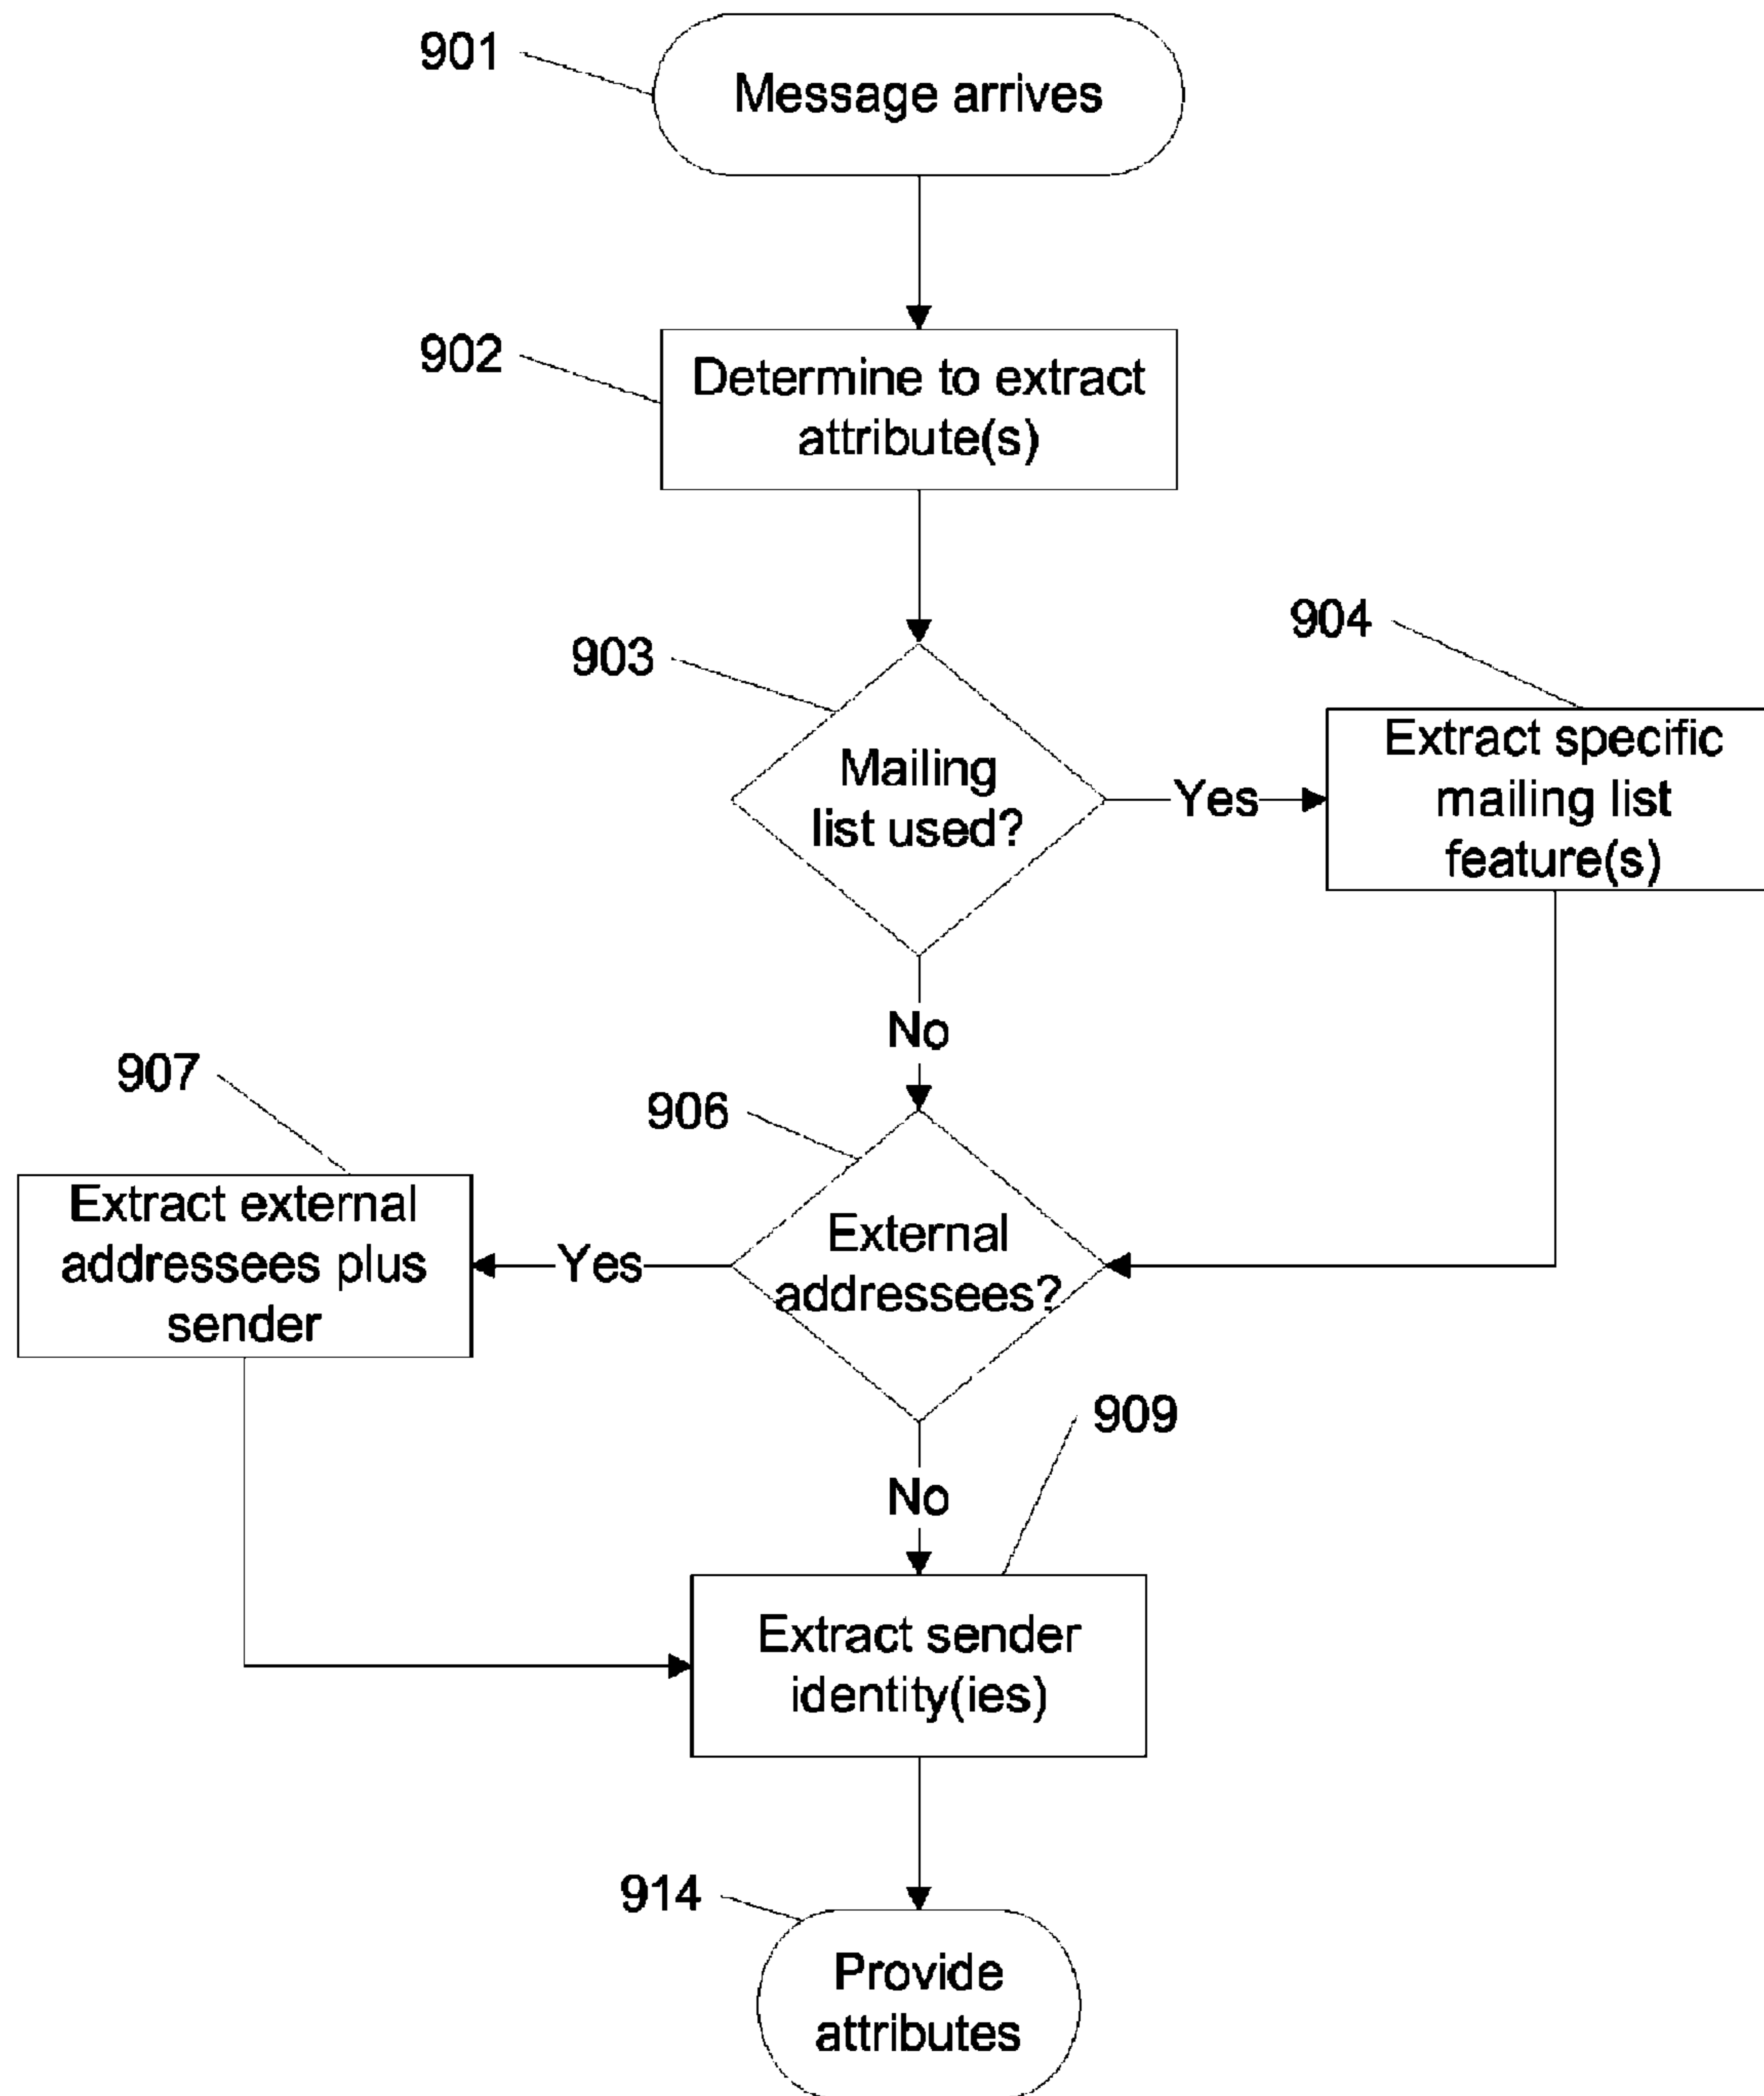 901
Message arrives
902
Determine to extract
attribute(s)
903
Mailing
list used?
Yes
904
Extract specific
mailing list
feature(s)
No
907
Extract external
addressees plus
sender
Yes
906
External
addressees?
No
909
Extract sender
identity(ies)
914
Provide
attributes